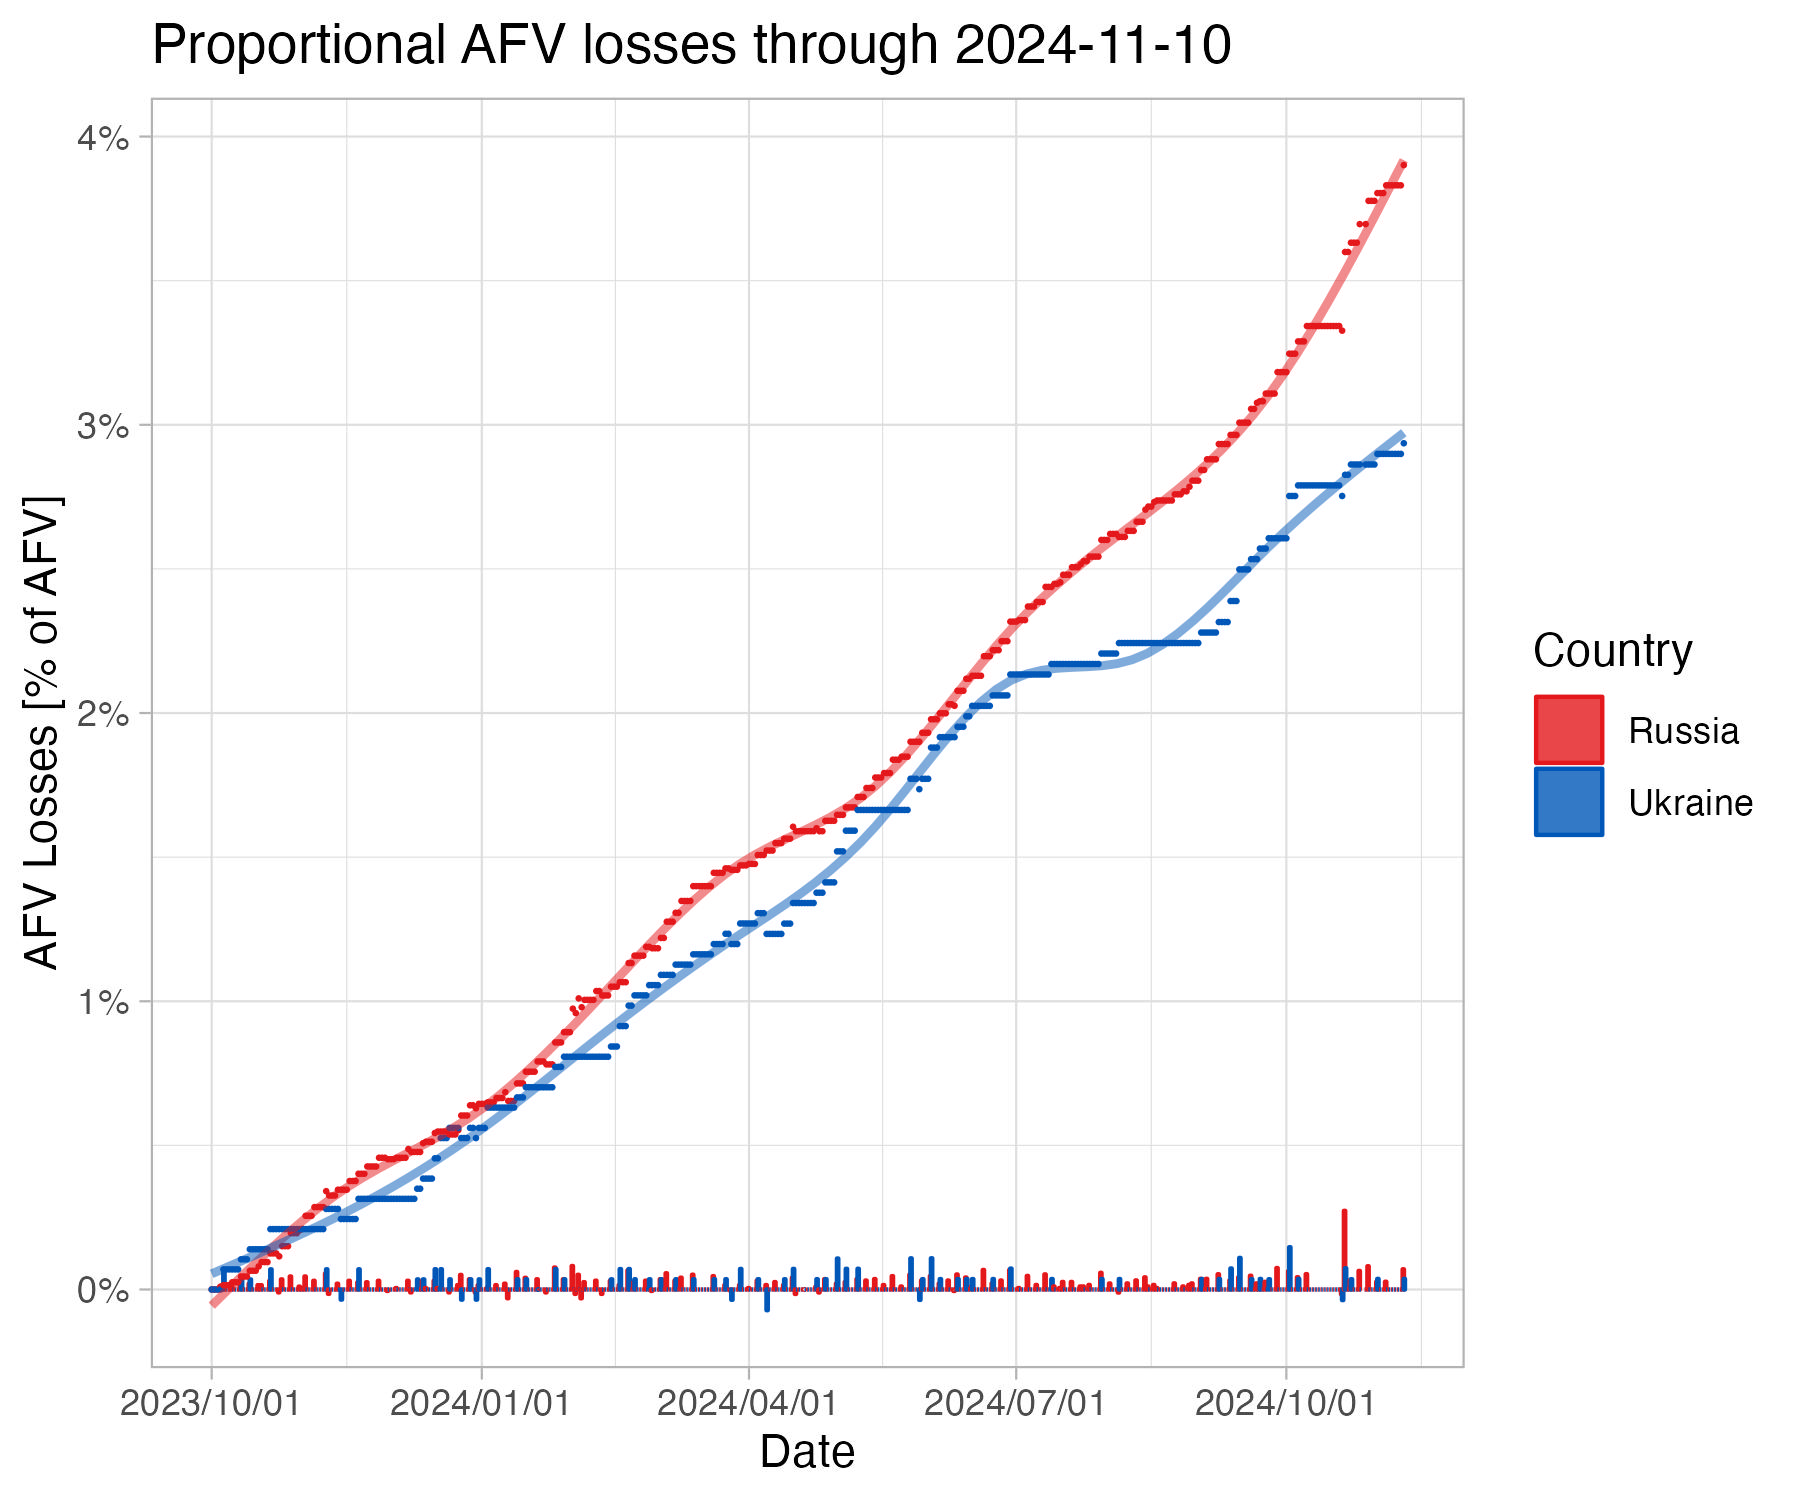 Proportional AFV losses through 2024-11-10
AFV Losses [% of AFV]
4%
3%
2%
1%
0%
2023/10/01
2024/01/01
2024/04/01
2024/07/01
2024/10/01
Date
Country
Russia
Ukraine